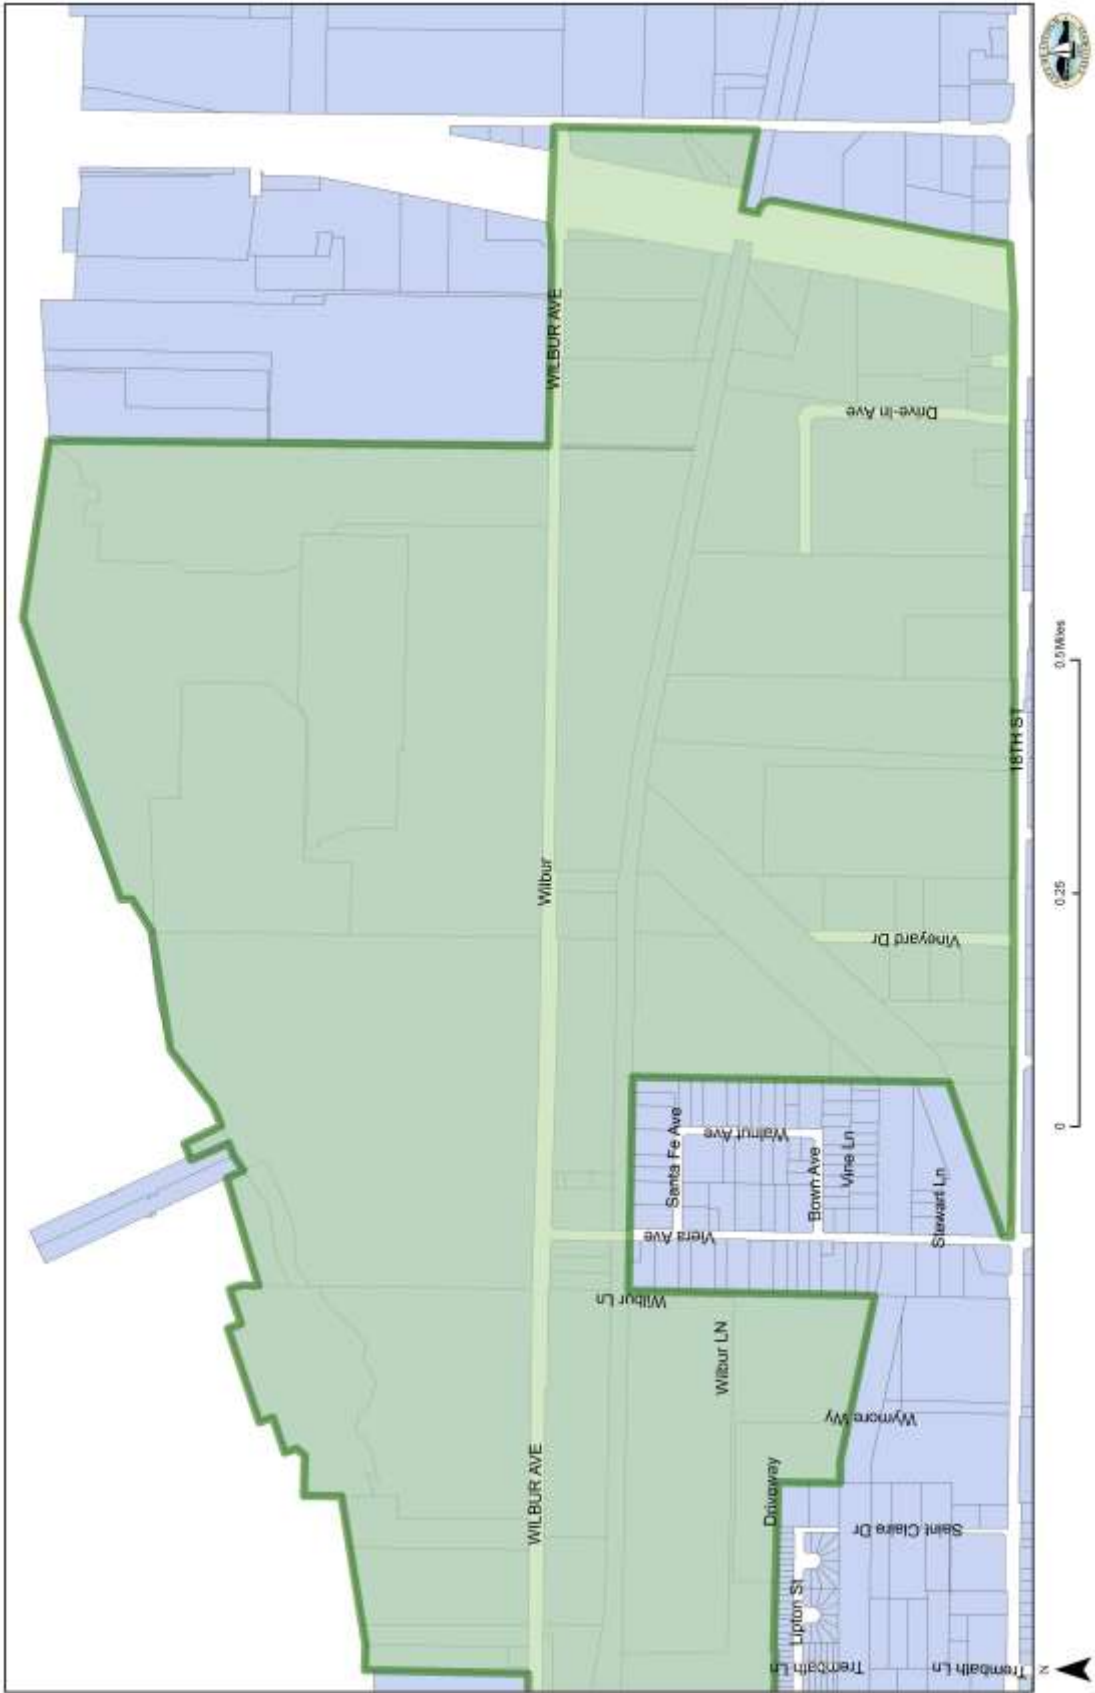 WILBUR AVE
Drive-In Ave
18TH ST
Wilbur
Vineyard Dr
Santa Fe Ave
Walnut Ave
Bown Ave
Vine Ln
Stewart Ln
Viera Ave
Wilbur Ln
Wilbur LN
Wymore Wy
WILBUR AVE
Driveway
Saint Claire Dr
Lipton St
Trembath Ln
Trembath Ln
N
0
0.25
0.5 Miles